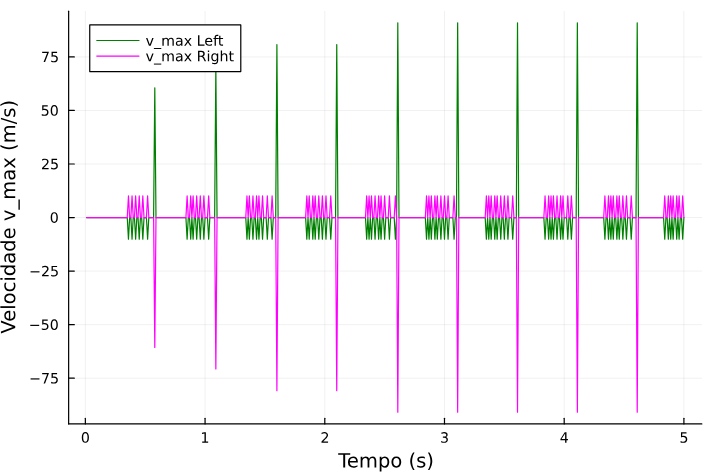 v_max Left
v_max Right
Velocidade v_max (m/s)
75
50
25
0
−25
−50
−75
0 1 2 3 4 5
Tempo (s)